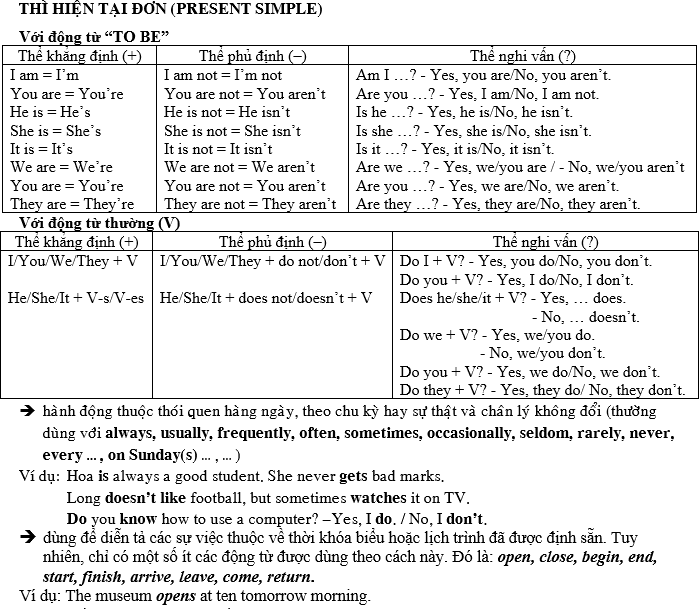 THÌ HIỆN TẠI ĐƠN (PRESENT SIMPLE)
Với động từ "TO BE"
Thể khẳng định (+) Thể phủ định (–) Thể nghi vấn (?)
I am = I'm I am not = I'm not Am I …? - Yes, you are/No, you aren't.
You are = You're You are not = You aren't Are you …? - Yes, I am/No, I am not.
He is = He's He is not = He isn't Is he …? - Yes, he is/No, he isn't.
She is = She's She is not = She isn't Is she …? - Yes, she is/No, she isn't.
It is = It's It is not = It isn't Is it …? - Yes, it is/No, it isn't.
We are = We're We are not = We aren't Are we …? - Yes, we/you are / - No, we/you aren't
You are = You're You are not = You aren't Are you …? - Yes, we are/No, we aren't.
They are = They're They are not = They aren't Are they …? - Yes, they are/No, they aren't.
Với động từ thường (V)
Thể khẳng định (+) Thể phủ định (–) Thể nghi vấn (?)
I/You/We/They + V I/You/We/They + do not/don't + V Do I + V? - Yes, you do/No, you don't.
Do you + V? - Yes, I do/No, I don't.
He/She/It + V-s/V-es He/She/It + does not/doesn't + V Does he/she/it + V? - Yes, … does.
- No, … doesn't.
Do we + V? - Yes, we/you do.
- No, we/you don't.
Do you + V? - Yes, we do/No, we don't.
Do they + V? - Yes, they do/ No, they don't.
➔ hành động thuộc thói quen hàng ngày, theo chu kỳ hay sự thật và chân lý không đổi (thường
dùng với always, usually, frequently, often, sometimes, occasionally, seldom, rarely, never,
every …, on Sunday(s) … , … )
Ví dụ: Hoa is always a good student. She never gets bad marks.
Long doesn't like football, but sometimes watches it on TV.
Do you know how to use a computer? –Yes, I do. / No, I don't.
➔ dùng để diễn tả các sự việc thuộc về thời khóa biểu hoặc lịch trình đã được định sẵn. Tuy
nhiên, chỉ có một số ít các động từ được dùng theo cách này. Đó là: open, close, begin, end,
start, finish, arrive, leave, come, return.
Ví dụ: The museum opens at ten tomorrow morning.